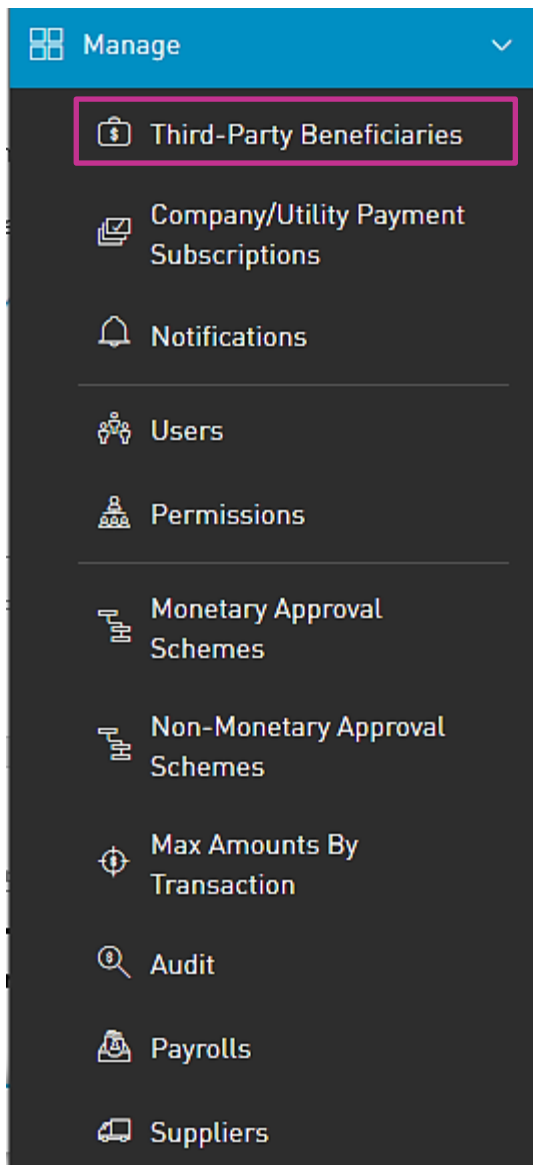 Manage
Third-Party Beneficiaries
Company/Utility Payment
Subscriptions
Notifications
Users
Permissions
Monetary Approval
Schemes
Non-Monetary Approval
Schemes
Max Amounts By
Transaction
Audit
Payrolls
Suppliers